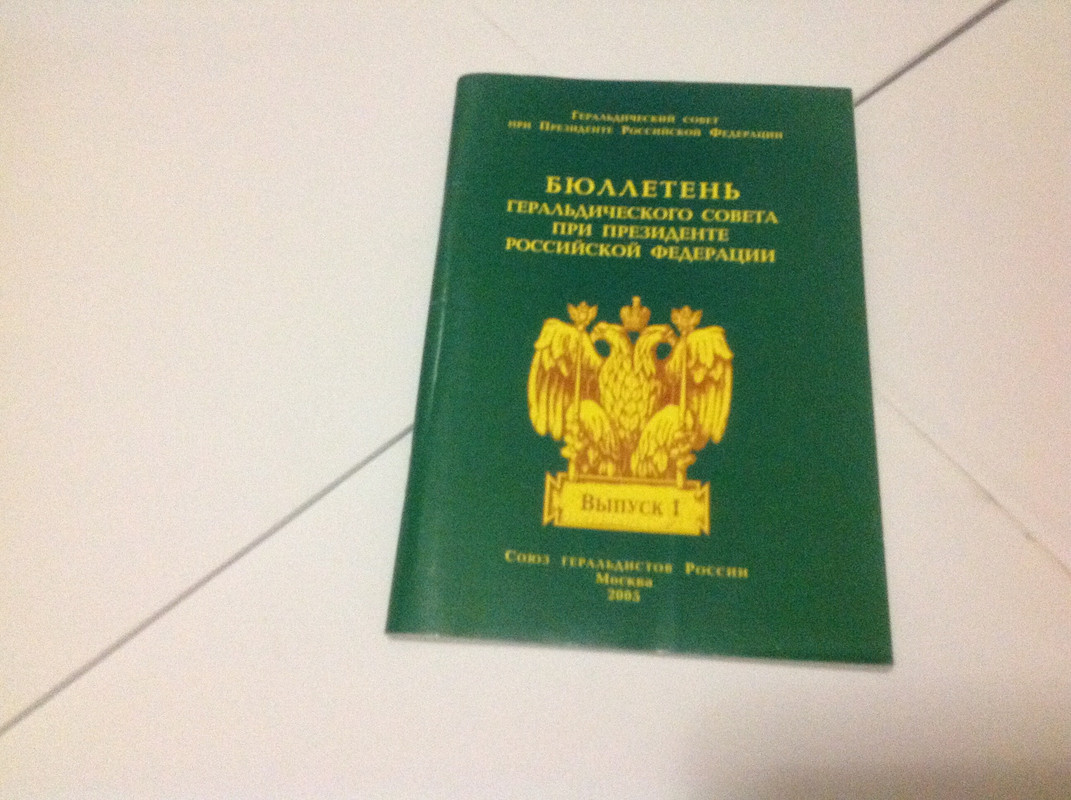 Геральдический совет
при Президенте Российской Федерации
БЮЛЛЕТЕНЬ
ГЕРАЛЬДИЧЕСКОГО СОВЕТА
ПРИ ПРЕЗИДЕНТЕ
РОССИЙСКОЙ ФЕДЕРАЦИИ
Выпуск 1
Союз геральдистов России
Москва
2005